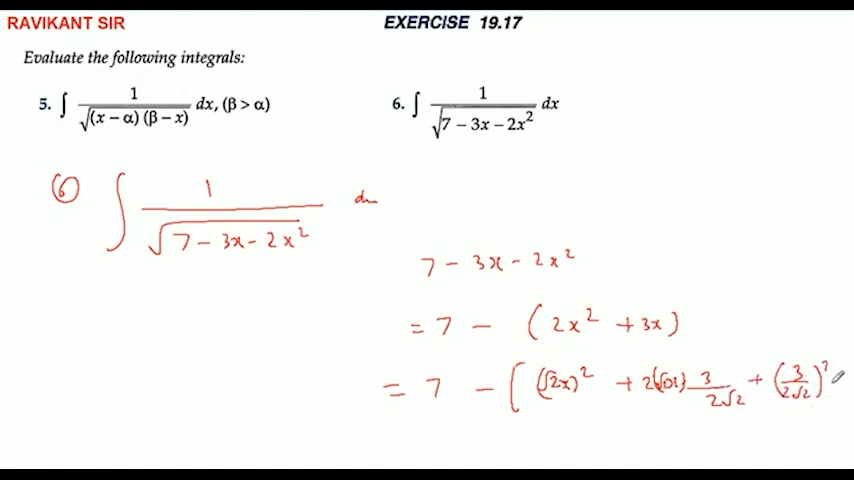 RAVIKANT SIR
EXERCISE 19.17
Evaluate the following integrals:
5. ∫ 1/√((x − α) (β − x)) dx, (β > α)
6. ∫ 1/√(7 − 3x − 2x²) dx
⑥ ∫ 1/√(7 − 3x − 2x²) dx
7 − 3x − 2x²
= 7 − (2x² + 3x)
= 7 − [(√2x)² + 2(√2x) 3/2√2 + (3/2√2)²